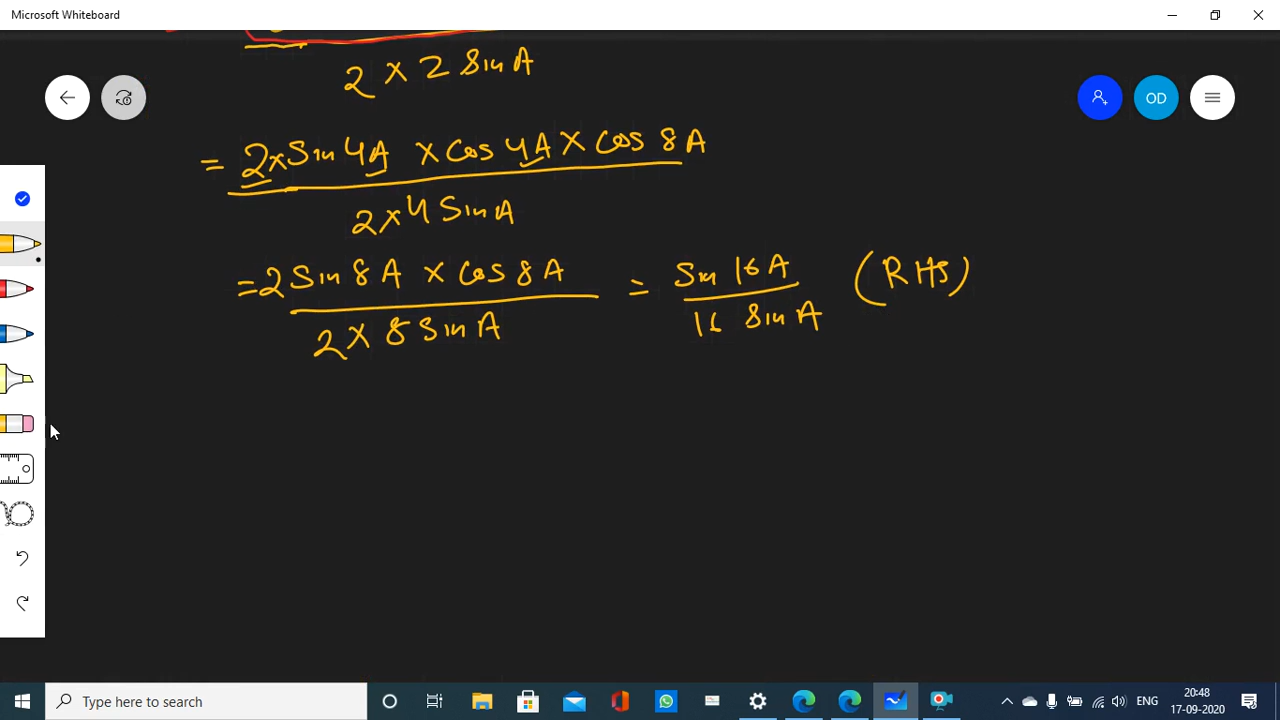 Microsoft Whiteboard
2 × 2 Sin A
OD
= 2 × Sin 4A × Cos 4A × Cos 8A
2 × 4 Sin A
= 2 Sin 8A × Cos 8A = Sin 16A (RHS)
2 × 8 Sin A 16 Sin A
Type here to search
ENG
20:48
17-09-2020